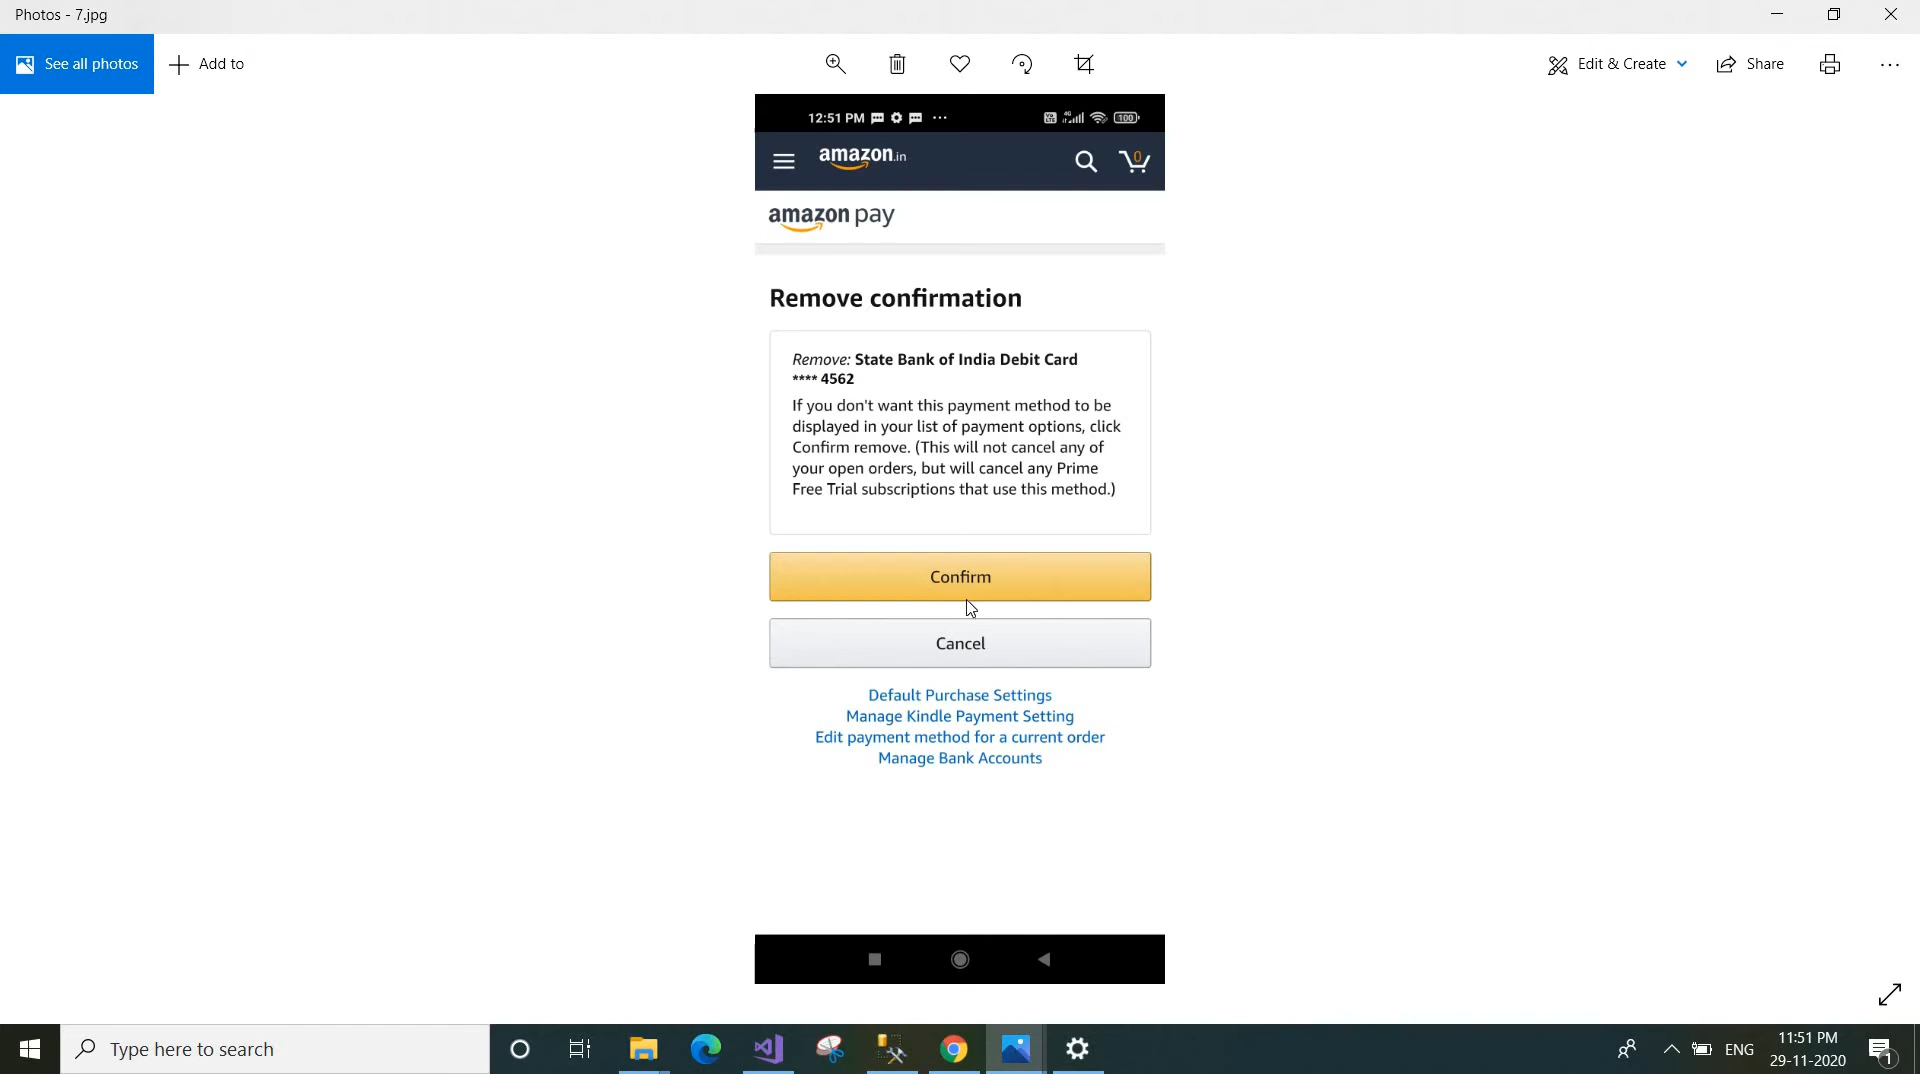 Photos - 7.jpg
See all photos
Add to
Edit & Create
Share
12:51 PM
4G
100
amazon.in
0
amazon pay
Remove confirmation
Remove: State Bank of India Debit Card
**** 4562
If you don't want this payment method to be
displayed in your list of payment options, click
Confirm remove. (This will not cancel any of
your open orders, but will cancel any Prime
Free Trial subscriptions that use this method.)
Confirm
Cancel
Default Purchase Settings
Manage Kindle Payment Setting
Edit payment method for a current order
Manage Bank Accounts
Type here to search
ENG
11:51 PM
29-11-2020
1